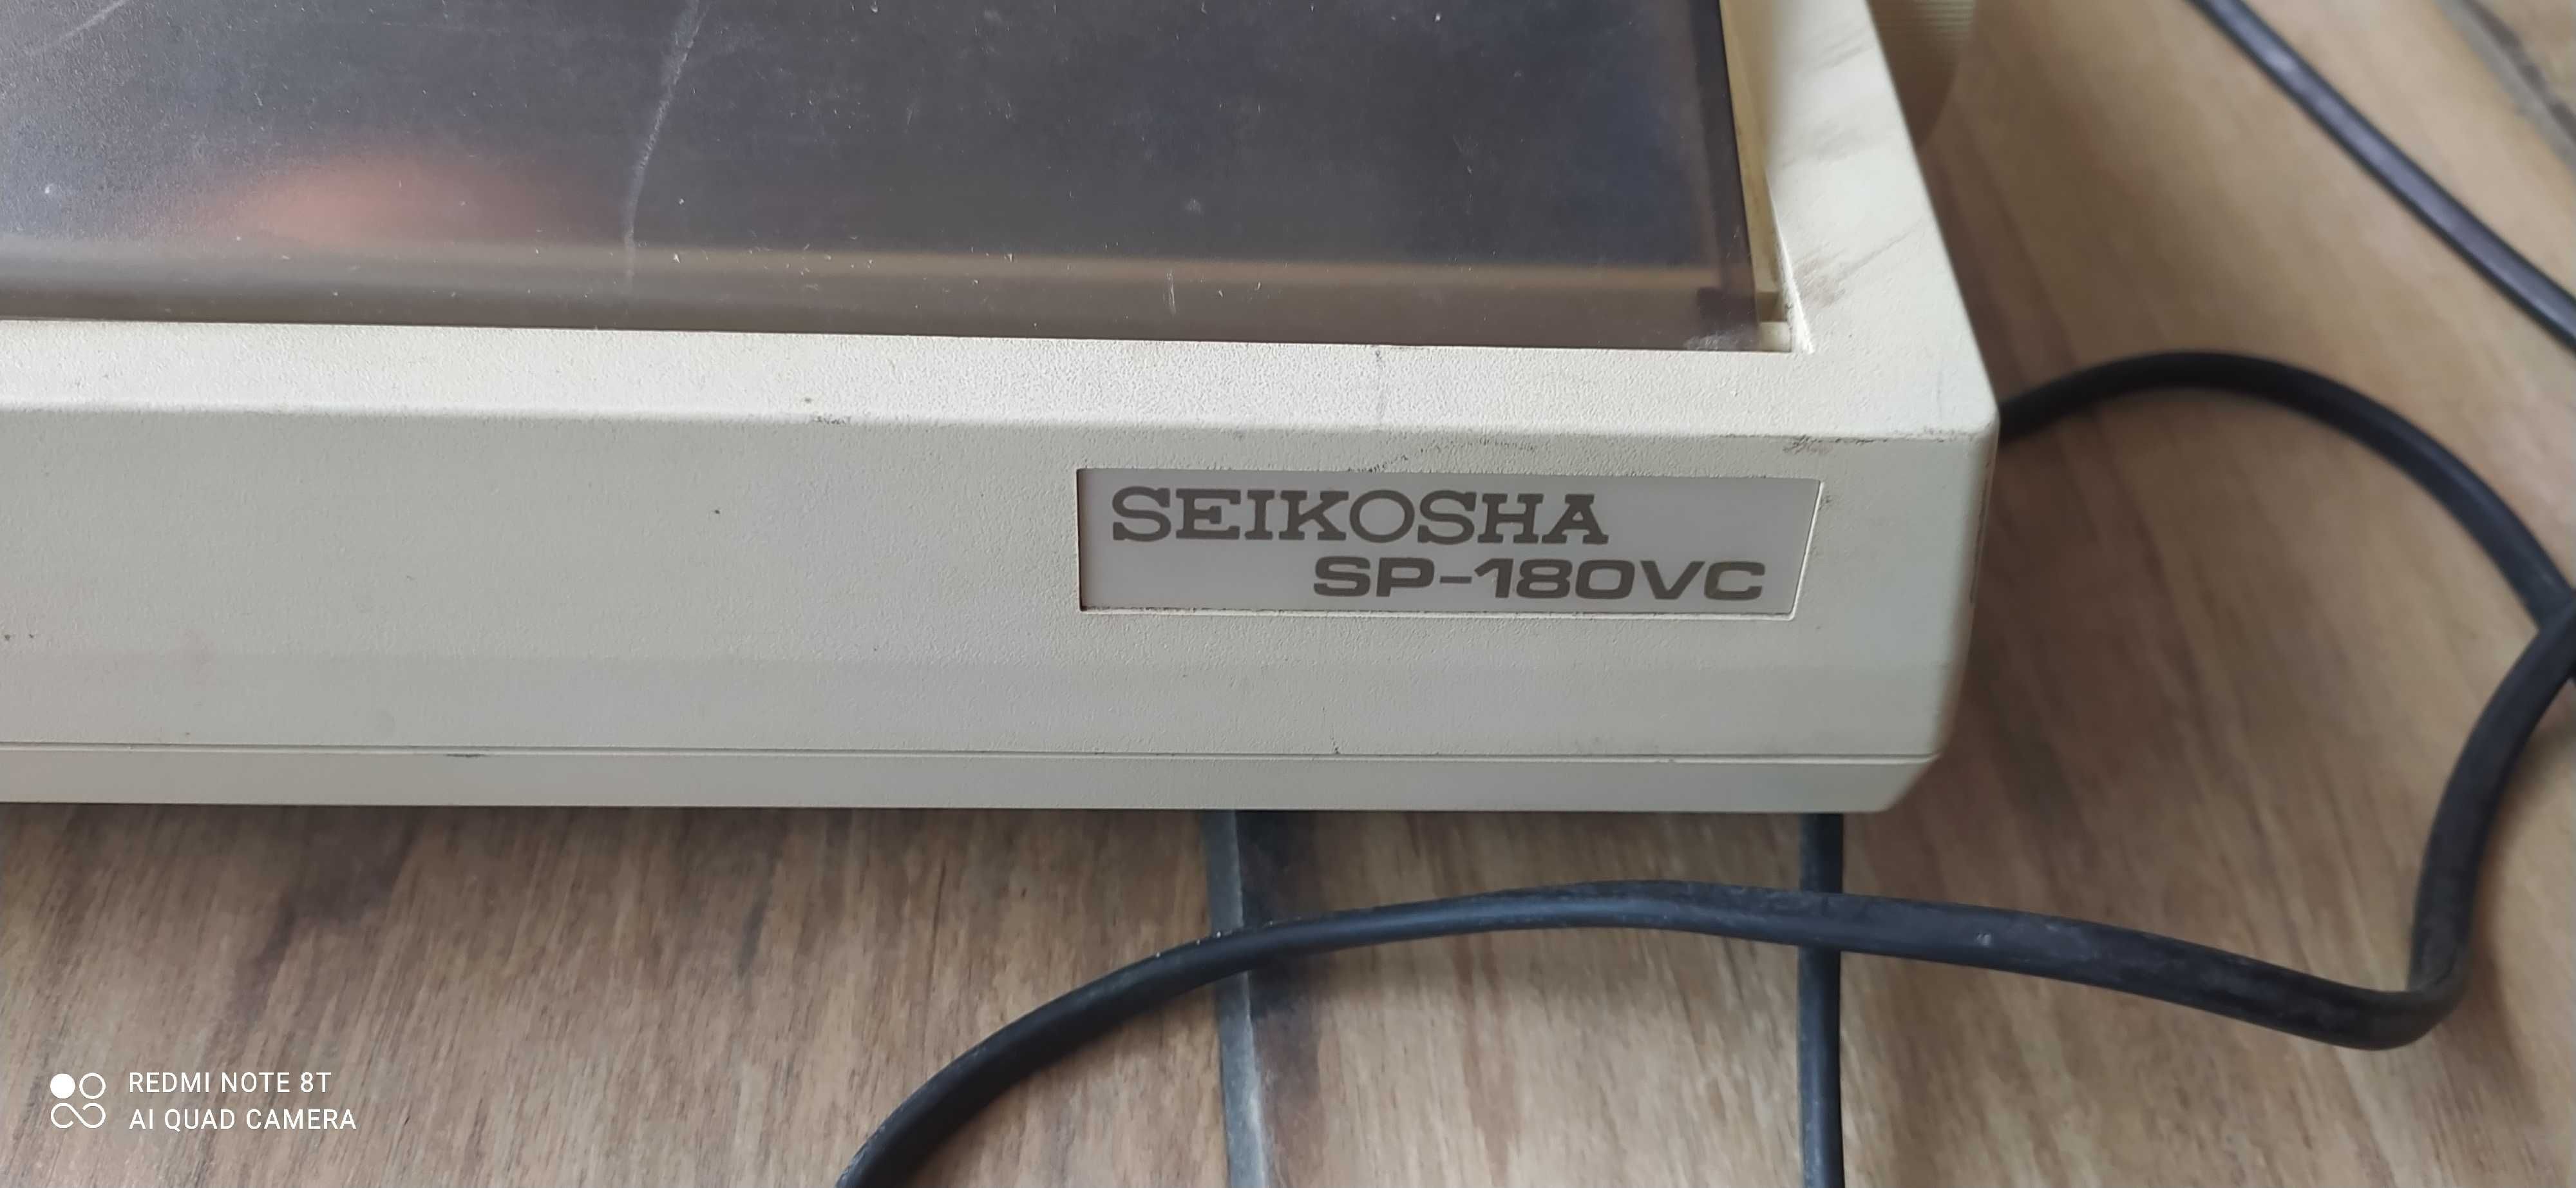 SEIKOSHA
SP-180VC
REDMI NOTE 8T
AI QUAD CAMERA